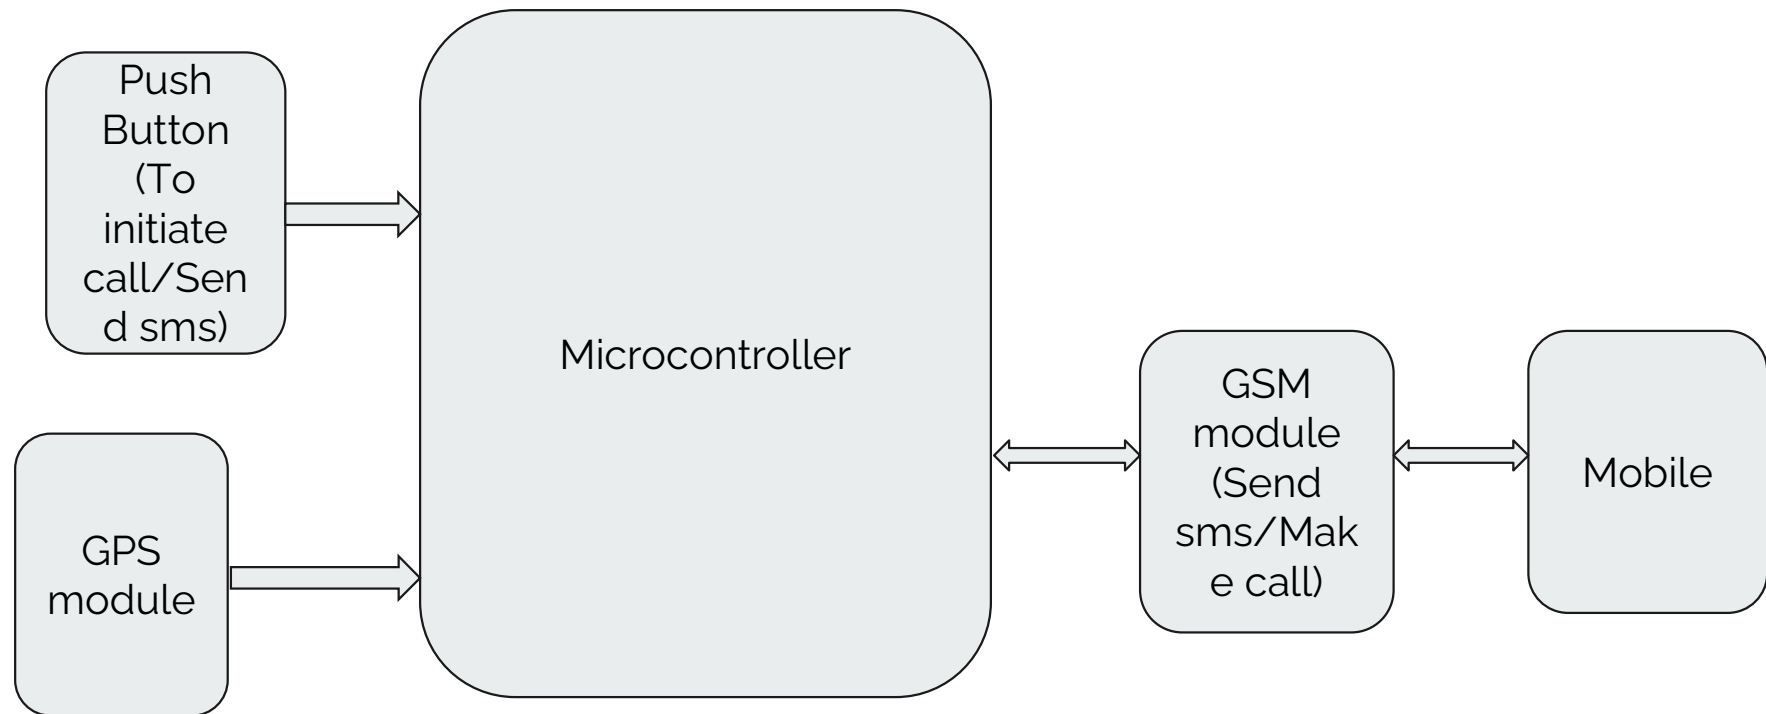 Push
Button
(To
initiate
call/Sen
d sms)
Microcontroller
GPS
module
GSM
module
(Send
sms/Mak
e call)
Mobile